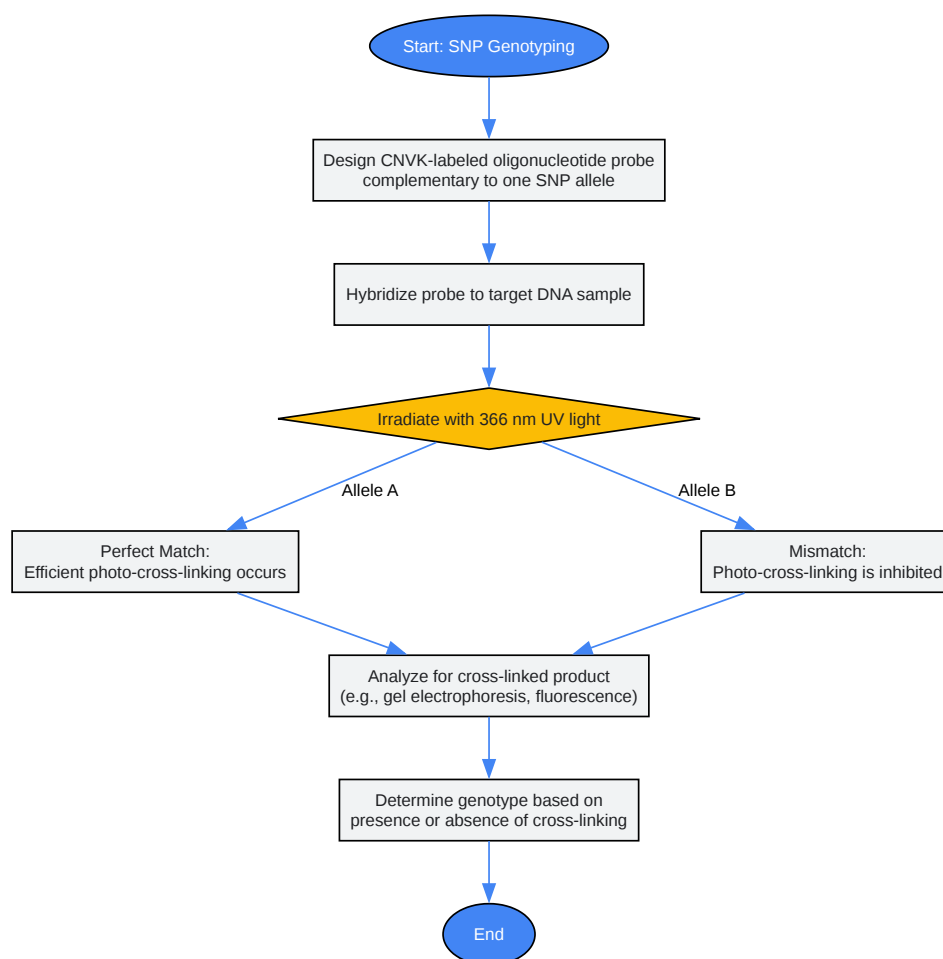 Start: SNP Genotyping
Design CNVK-labeled oligonucleotide probe
complementary to one SNP allele
Hybridize probe to target DNA sample
Irradiate with 366 nm UV light
Allele A
Allele B
Perfect Match:
Efficient photo-cross-linking occurs
Mismatch:
Photo-cross-linking is inhibited
Analyze for cross-linked product
(e.g., gel electrophoresis, fluorescence)
Determine genotype based on
presence or absence of cross-linking
End